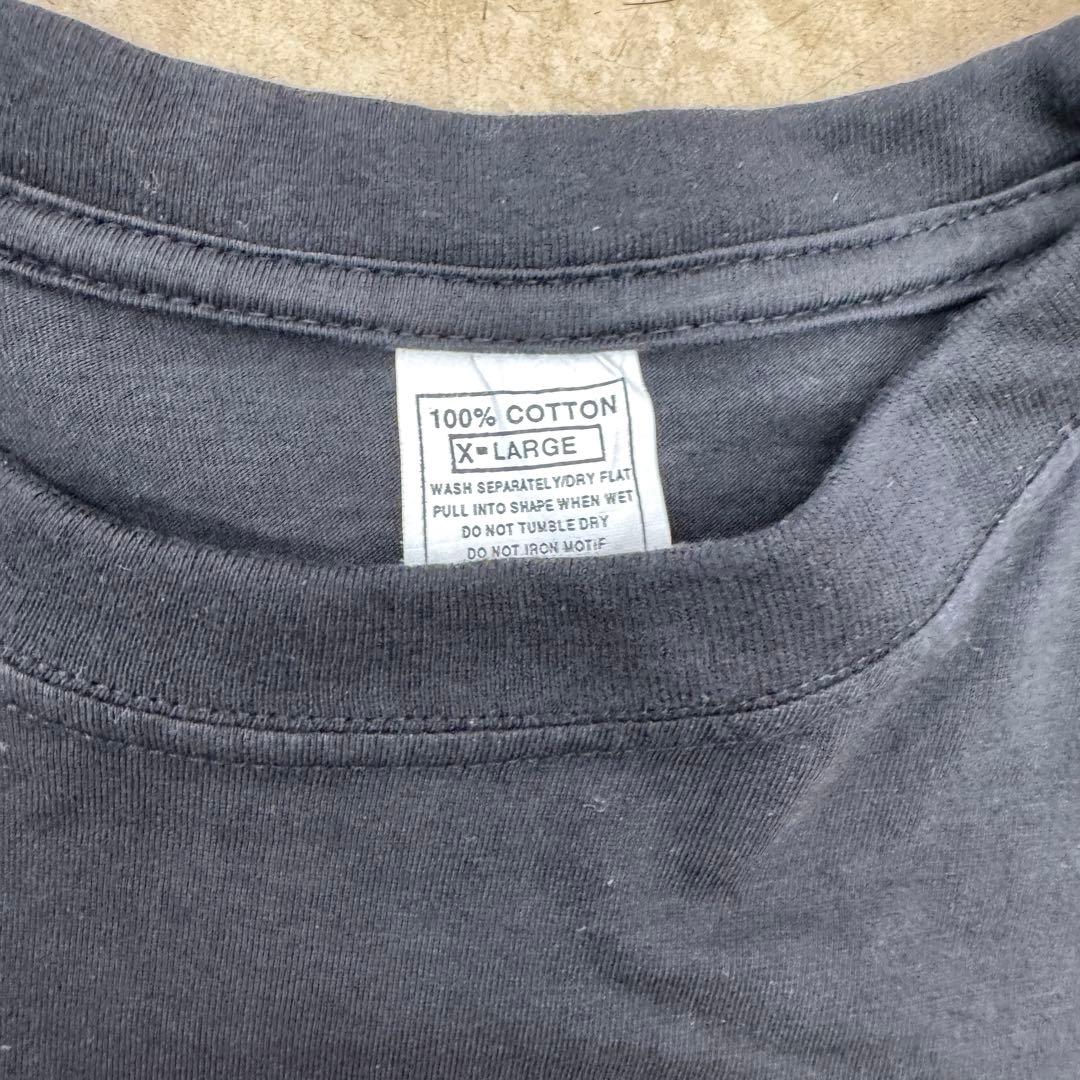 100% COTTON
X-LARGE
WASH SEPARATELY/DRY FLAT
PULL INTO SHAPE WHEN WET
DO NOT TUMBLE DRY
DO NOT IRON MOTIF